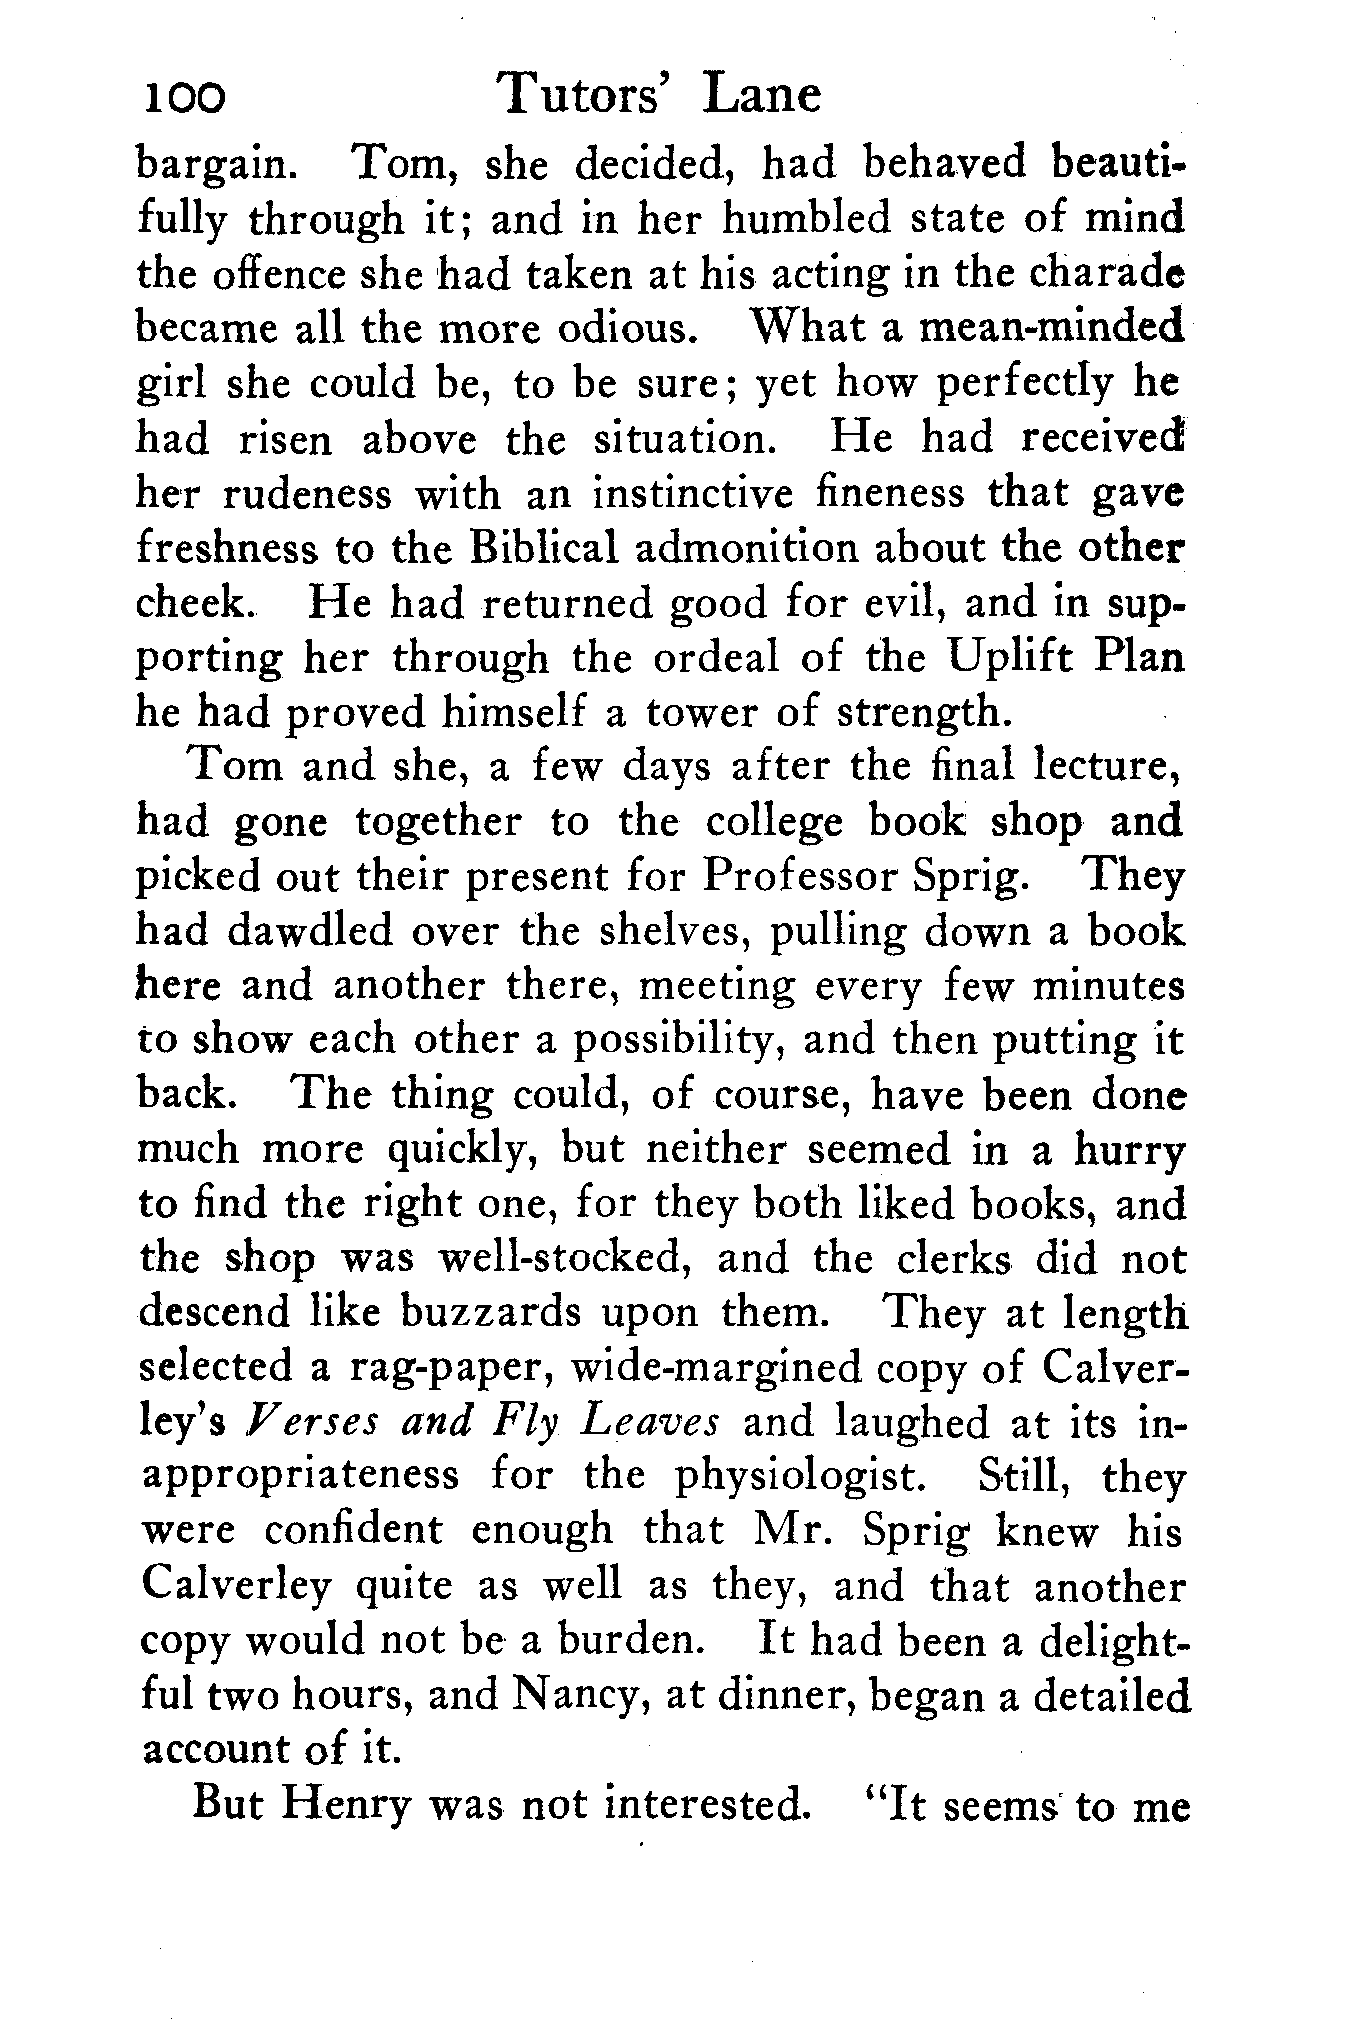 100 Tutors' Lane
bargain. Tom, she decided, had behaved beauti-
fully through it; and in her humbled state of mind
the offence she had taken at his acting in the charade
became all the more odious. What a mean-minded
girl she could be, to be sure; yet how perfectly he
had risen above the situation. He had received
her rudeness with an instinctive fineness that gave
freshness to the Biblical admonition about the other
cheek. He had returned good for evil, and in sup-
porting her through the ordeal of the Uplift Plan
he had proved himself a tower of strength.
Tom and she, a few days after the final lecture,
had gone together to the college book shop and
picked out their present for Professor Sprig. They
had dawdled over the shelves, pulling down a book
here and another there, meeting every few minutes
to show each other a possibility, and then putting it
back. The thing could, of course, have been done
much more quickly, but neither seemed in a hurry
to find the right one, for they both liked books, and
the shop was well-stocked, and the clerks did not
descend like buzzards upon them. They at length
selected a rag-paper, wide-margined copy of Calver-
ley's Verses and Fly Leaves and laughed at its in-
appropriateness for the physiologist. Still, they
were confident enough that Mr. Sprig knew his
Calverley quite as well as they, and that another
copy would not be a burden. It had been a delight-
ful two hours, and Nancy, at dinner, began a detailed
account of it.
But Henry was not interested. "It seems to me